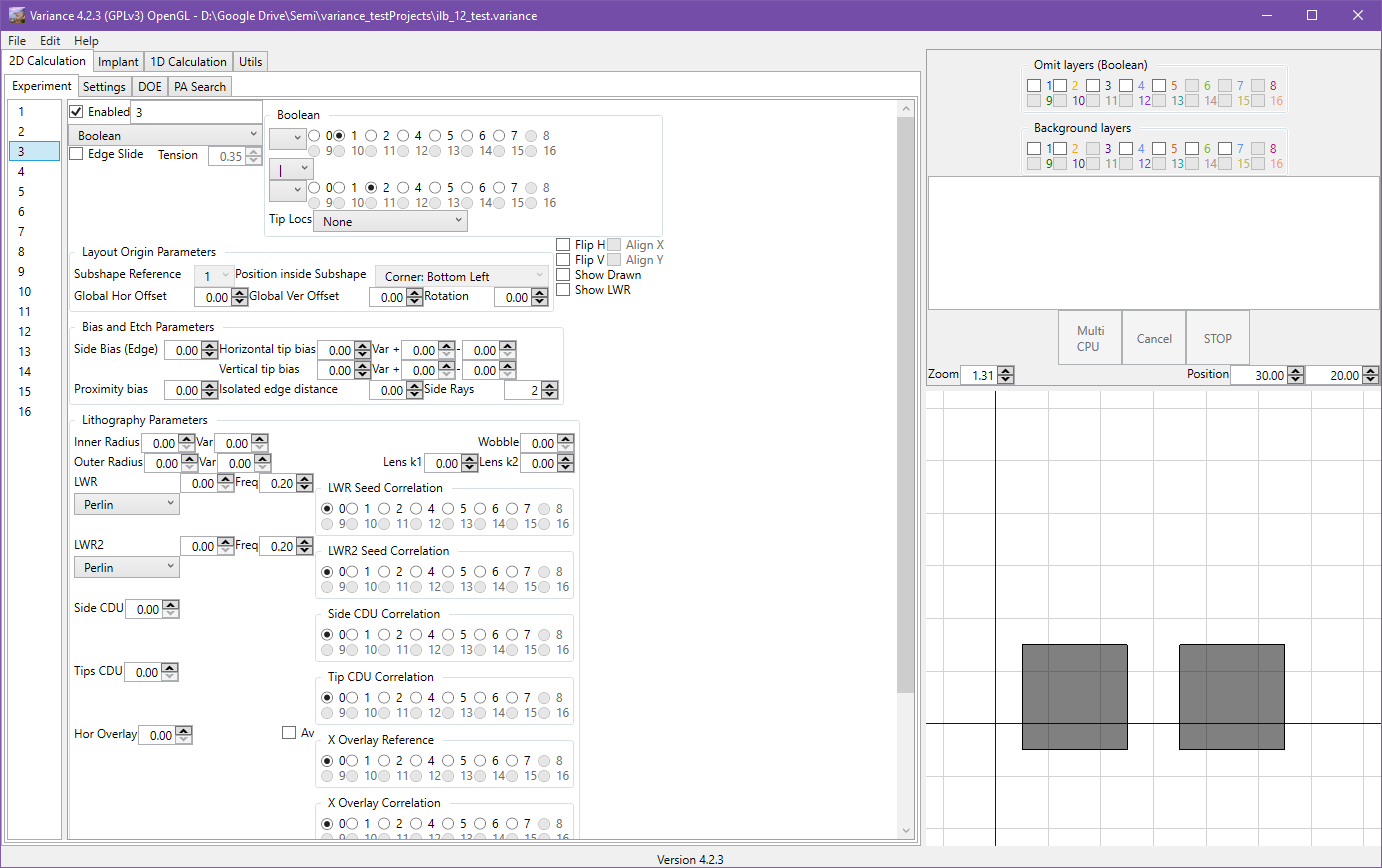 Variance 4.2.3 (GPLv3) OpenGL - D:\Google Drive\Semi\variance_testProjects\ilb_12_test.variance
File Edit Help
2D Calculation Implant 1D Calculation Utils
Experiment Settings DOE PA Search
1
2
3
4
5
6
7
8
9
10
11
12
13
14
15
16
Enabled 3
Boolean
Edge Slide Tension 0.35
Boolean
0 1 2 4 5 6 7 8
9 10 11 12 13 14 15 16
|
0 1 2 4 5 6 7 8
9 10 11 12 13 14 15 16
Tip Locs None
Layout Origin Parameters
Subshape Reference 1 Position inside Subshape Corner: Bottom Left
Global Hor Offset 0.00 Global Ver Offset 0.00 Rotation 0.00
Flip H Align X
Flip V Align Y
Show Drawn
Show LWR
Bias and Etch Parameters
Side Bias (Edge) 0.00 Horizontal tip bias 0.00 Var + 0.00 - 0.00
Vertical tip bias 0.00 Var + 0.00 - 0.00
Proximity bias 0.00 Isolated edge distance 0.00 Side Rays 2
Lithography Parameters
Inner Radius 0.00 Var 0.00 Wobble 0.00
Outer Radius 0.00 Var 0.00 Lens k1 0.00 Lens k2 0.00
LWR 0.00 Freq 0.20
Perlin
LWR Seed Correlation
0 1 2 4 5 6 7 8
9 10 11 12 13 14 15 16
LWR2 0.00 Freq 0.20
Perlin
LWR2 Seed Correlation
0 1 2 4 5 6 7 8
9 10 11 12 13 14 15 16
Side CDU 0.00
Side CDU Correlation
0 1 2 4 5 6 7 8
9 10 11 12 13 14 15 16
Tips CDU 0.00
Tip CDU Correlation
0 1 2 4 5 6 7 8
9 10 11 12 13 14 15 16
Hor Overlay 0.00 Av
X Overlay Reference
0 1 2 4 5 6 7 8
9 10 11 12 13 14 15 16
X Overlay Correlation
0 1 2 4 5 6 7 8
9 10 11 12 13 14 15 16
Omit layers (Boolean)
1 2 3 4 5 6 7 8
9 10 11 12 13 14 15 16
Background layers
1 2 3 4 5 6 7 8
9 10 11 12 13 14 15 16
Multi
CPU
Cancel
STOP
Zoom 1.31 Position 30.00 20.00
Version 4.2.3